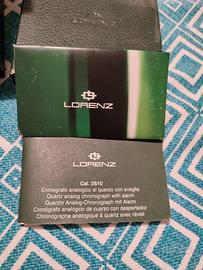 LORENZ
LORENZ
Cal. 3510
Cronografo analogico al quarzo con sveglia
Quartz analog chronograph with alarm
Quarzhr Analog-Chronograph mit Alarm
Cronógrafo analógico de cuarzo con despertador
Chronographe analogique à quartz avec réveil